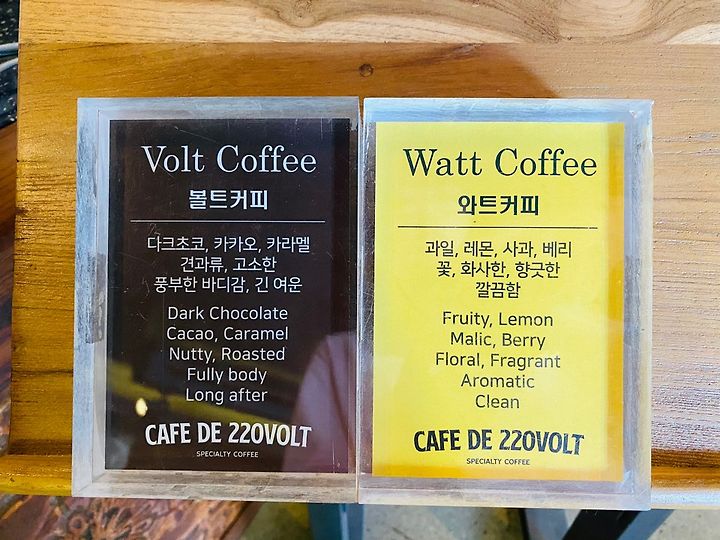 Volt Coffee
볼트커피
다크초코, 카카오, 카라멜
견과류, 고소한
풍부한 바디감, 긴 여운
Dark Chocolate
Cacao, Caramel
Nutty, Roasted
Fully body
Long after
CAFE DE 220VOLT
SPECIALTY COFFEE
Watt Coffee
와트커피
과일, 레몬, 사과, 베리
꽃, 화사한, 향긋한
깔끔함
Fruity, Lemon
Malic, Berry
Floral, Fragrant
Aromatic
Clean
CAFE DE 220VOLT
SPECIALTY COFFEE